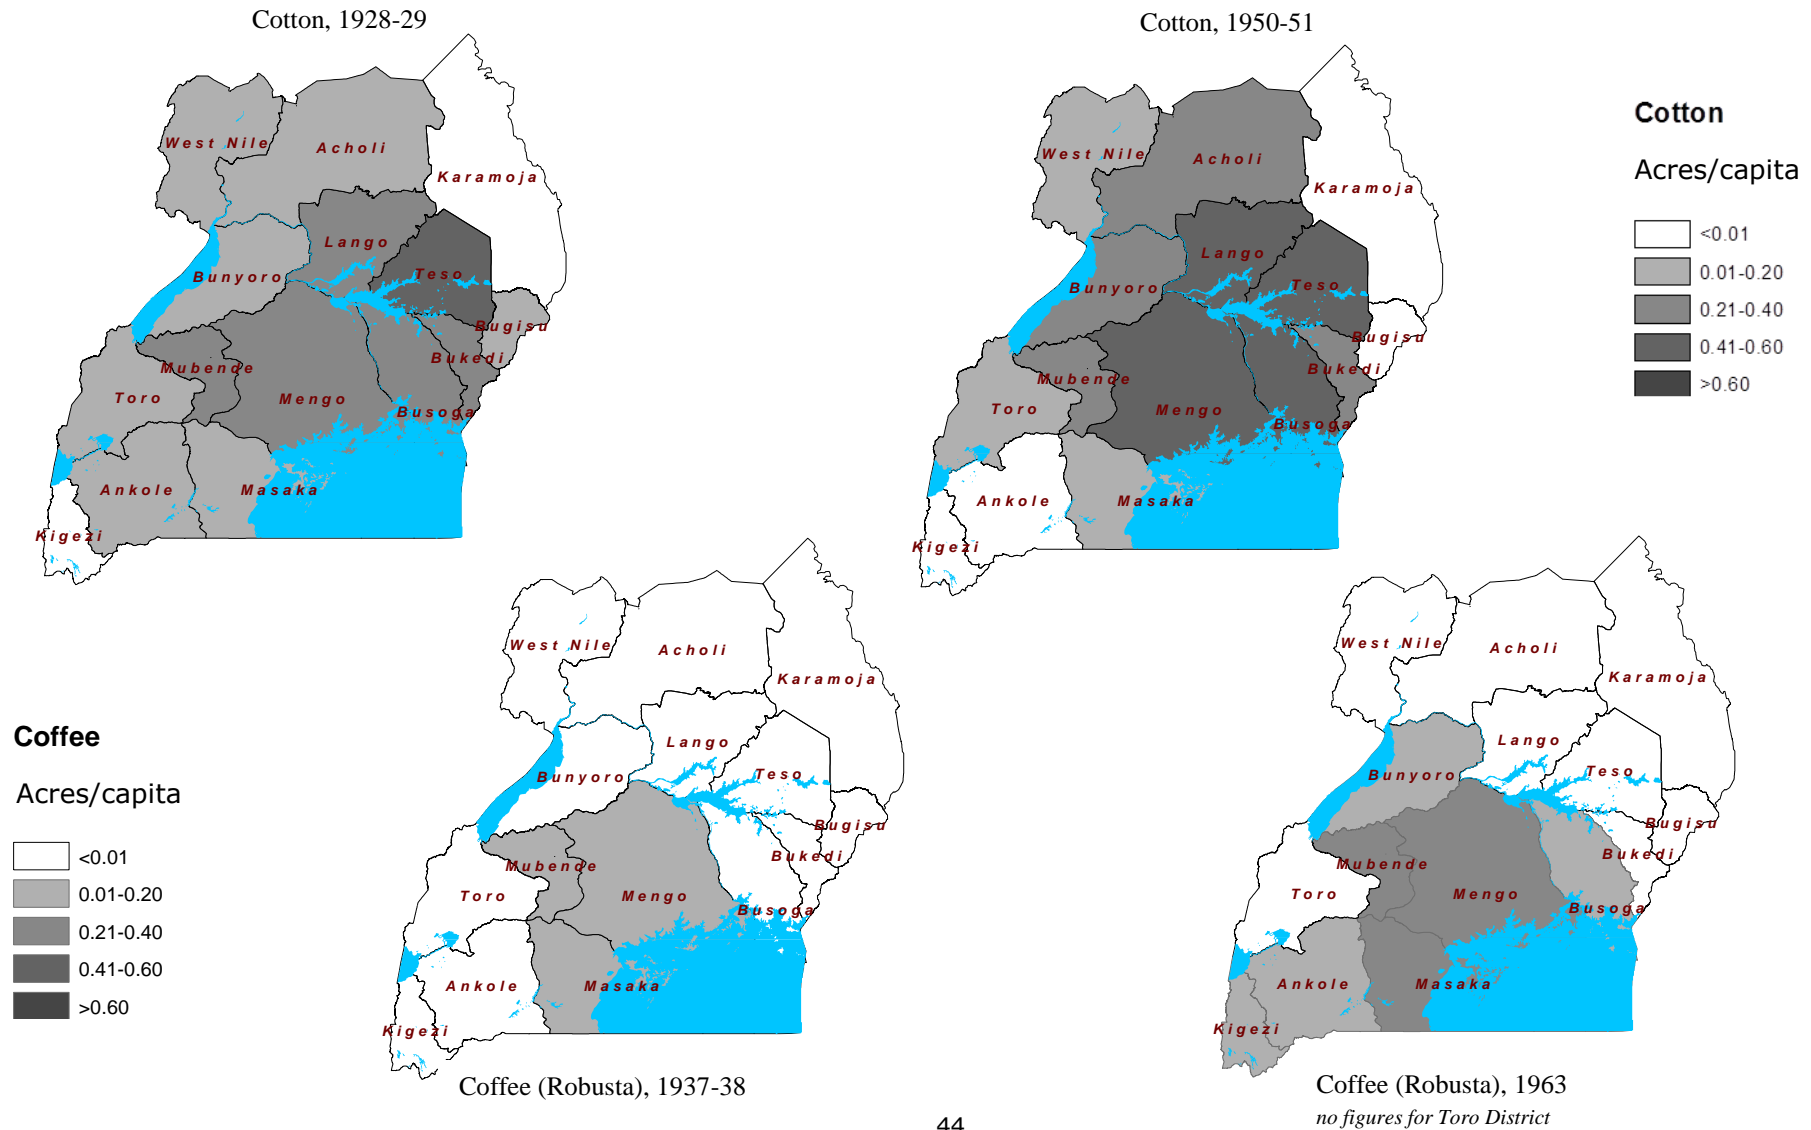 Cotton, 1928-29
West Nile
Acholi
Karamoja
Lango
Teso
Bunyoro
Bugisu
Bukedi
Mubende
Toro
Mengo
Busoga
Ankole
Masaka
Kigezi
Cotton, 1950-51
West Nile
Acholi
Karamoja
Lango
Teso
Bunyoro
Bugisu
Bukedi
Mubende
Toro
Mengo
Busoga
Ankole
Masaka
Kigezi
Cotton
Acres/capita
<0.01
0.01-0.20
0.21-0.40
0.41-0.60
>0.60
Coffee
Acres/capita
<0.01
0.01-0.20
0.21-0.40
0.41-0.60
>0.60
West Nile
Acholi
Karamoja
Lango
Teso
Bunyoro
Bugisu
Bukedi
Mubende
Toro
Mengo
Busoga
Ankole
Masaka
Kigezi
Coffee (Robusta), 1937-38
West Nile
Acholi
Karamoja
Lango
Teso
Bunyoro
Bugisu
Bukedi
Mubende
Toro
Mengo
Busoga
Ankole
Masaka
Kigezi
Coffee (Robusta), 1963
no figures for Toro District
44